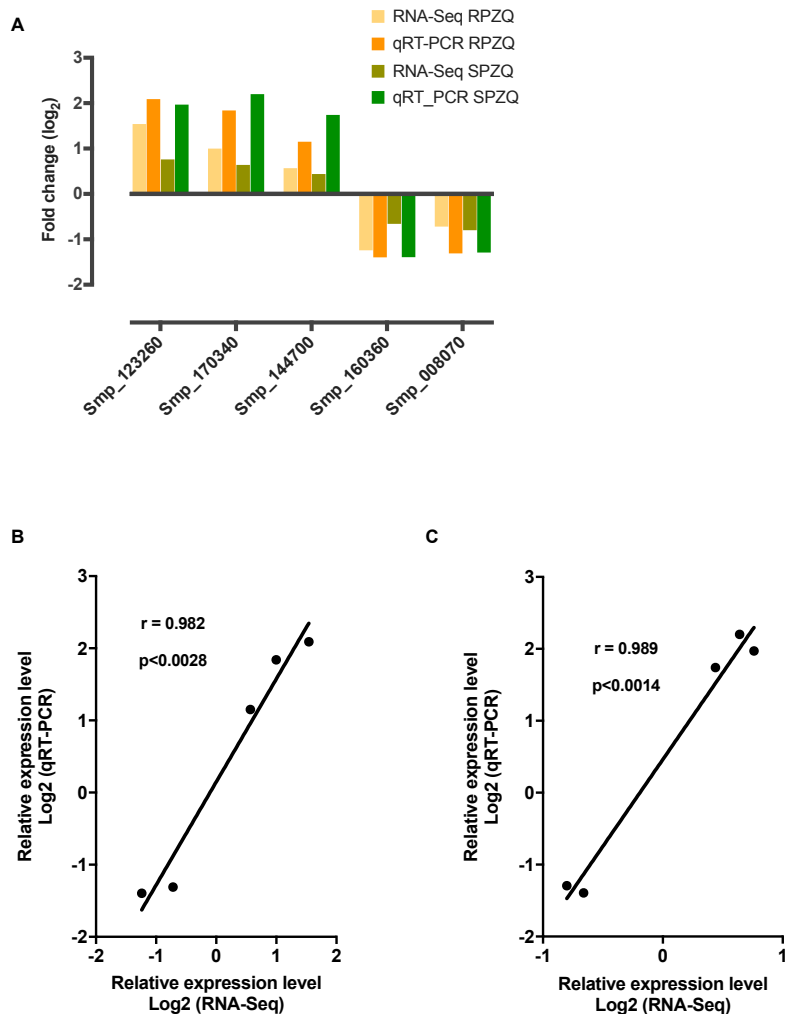 A
RNA-Seq RPZQ
qRT-PCR RPZQ
RNA-Seq SPZQ
qRT_PCR SPZQ
Fold change (log2)
3
2
1
0
-1
-2
Smp_123260
Smp_170340
Smp_144700
Smp_160360
Smp_008070
B
Relative expression level
Log2 (qRT-PCR)
3
2
1
0
-1
-2
r = 0.982
p<0.0028
-2
-1
0
1
2
Relative expression level
Log2 (RNA-Seq)
C
Relative expression level
Log2 (qRT-PCR)
3
2
1
0
-1
-2
r = 0.989
p<0.0014
-1
0
1
Relative expression level
Log2 (RNA-Seq)